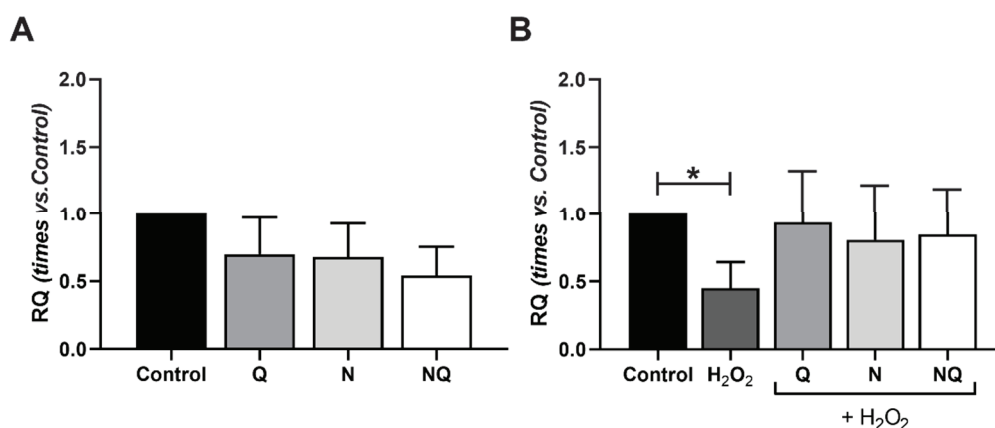 A
RQ (times vs.Control)
2.0
1.5
1.0
0.5
0.0
Control Q N NQ
B
RQ (times vs. Control)
2.0
1.5
1.0
0.5
0.0
*
Control H₂O₂ Q N NQ
+ H₂O₂